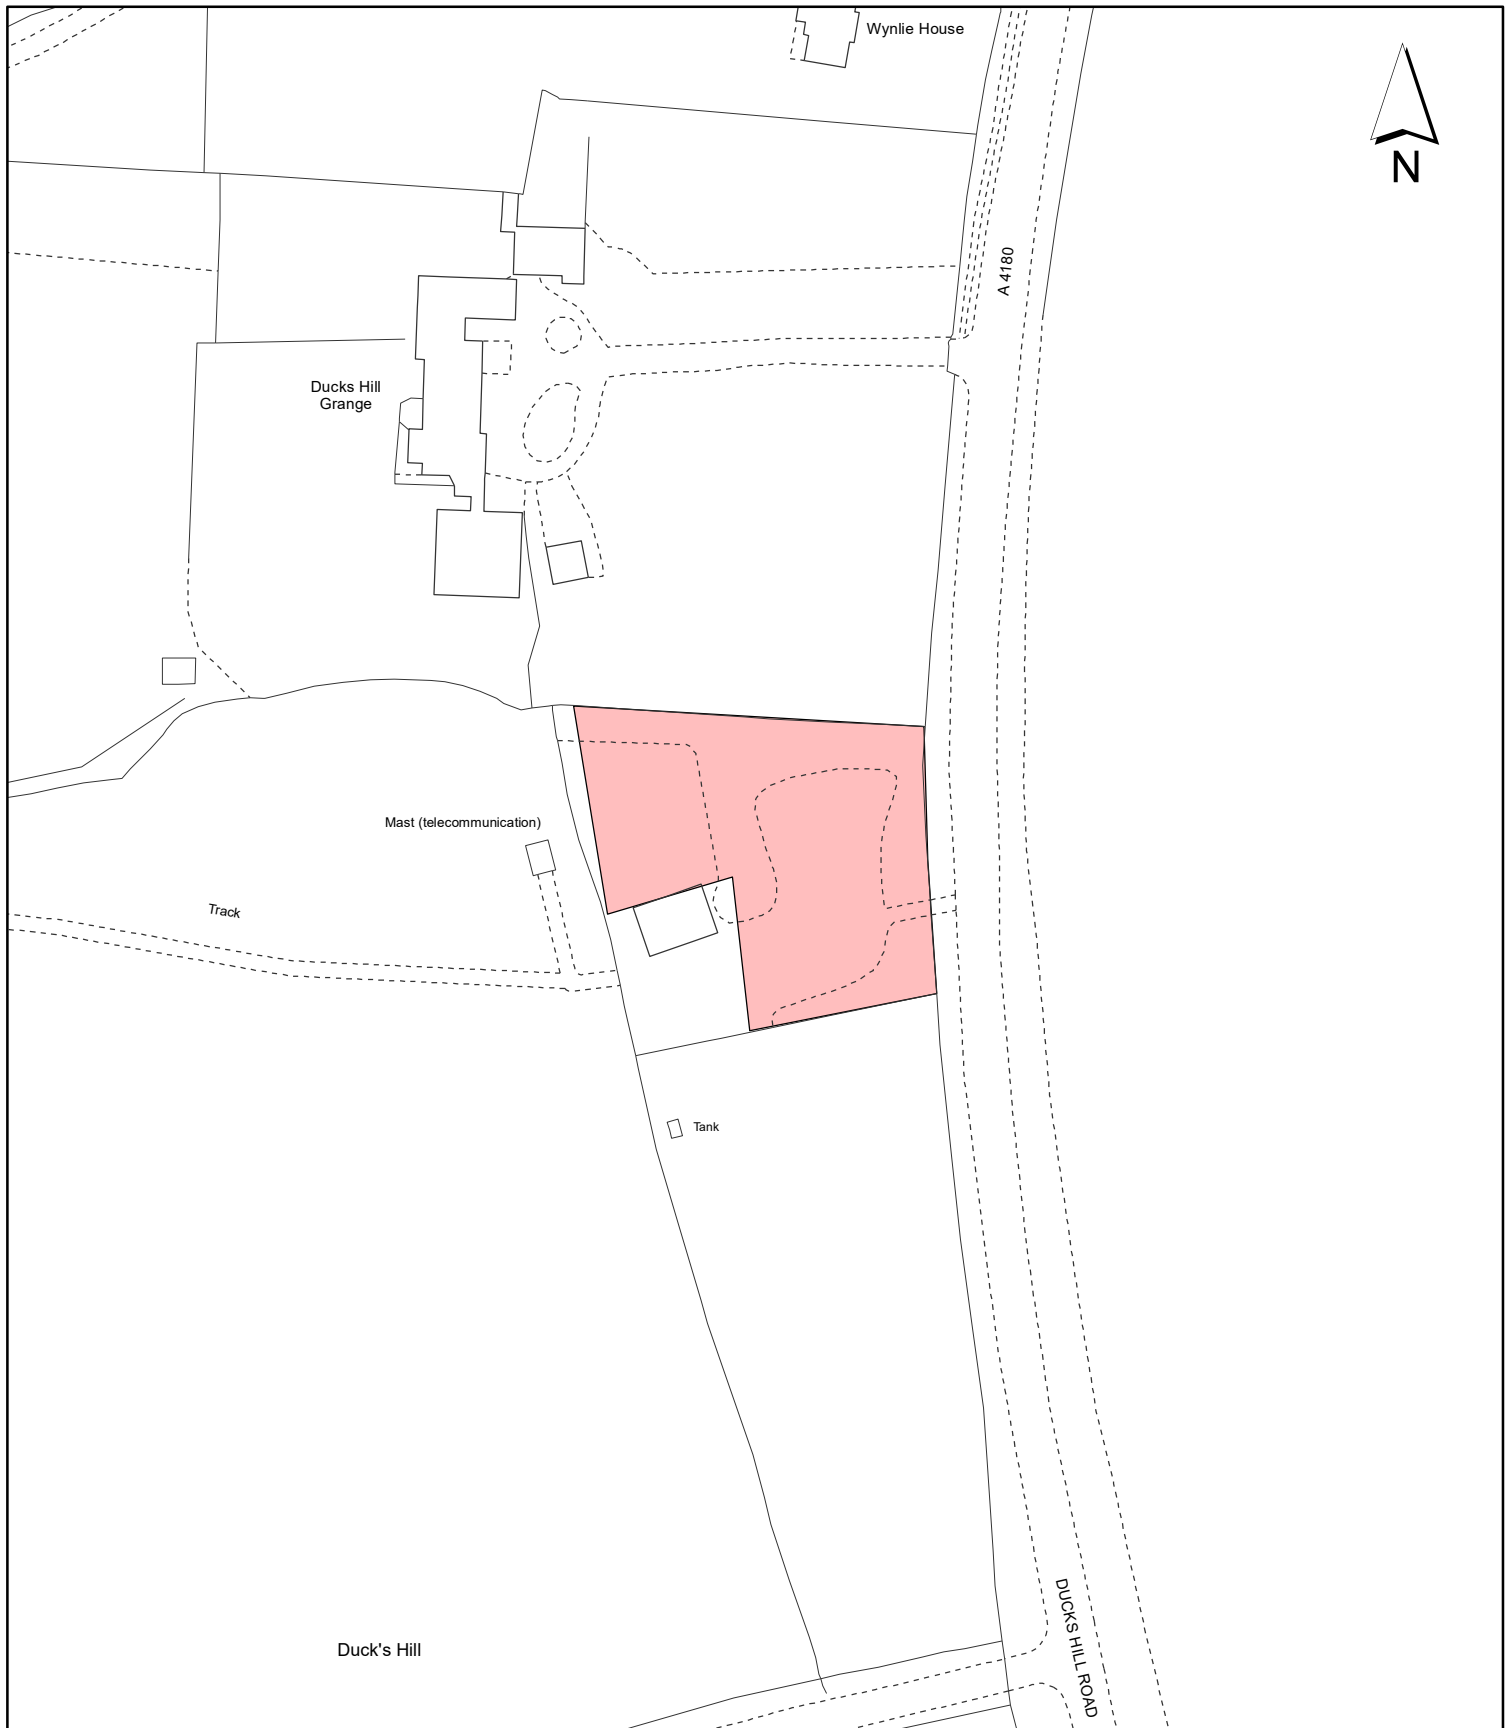 Wynlie House
N
A 4180
Ducks Hill
Grange
Mast (telecommunication)
Track
Tank
Duck's Hill
DUCKS HILL ROAD